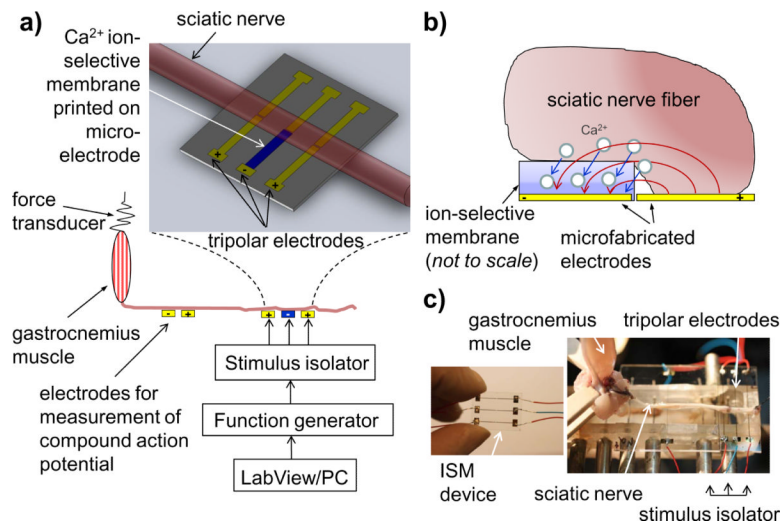 a)
sciatic nerve
Ca2+ ion-
selective
membrane
printed on
micro-
electrode
+
-
+
tripolar electrodes
force
transducer
- +
+ - +
gastrocnemius
muscle
electrodes for
measurement of
compound action
potential
Stimulus isolator
Function generator
LabView/PC
b)
sciatic nerve fiber
Ca2+
- +
ion-selective
membrane
(not to scale)
microfabricated
electrodes
c)
gastrocnemius
muscle
tripolar electrodes
ISM
device
sciatic nerve
stimulus isolator